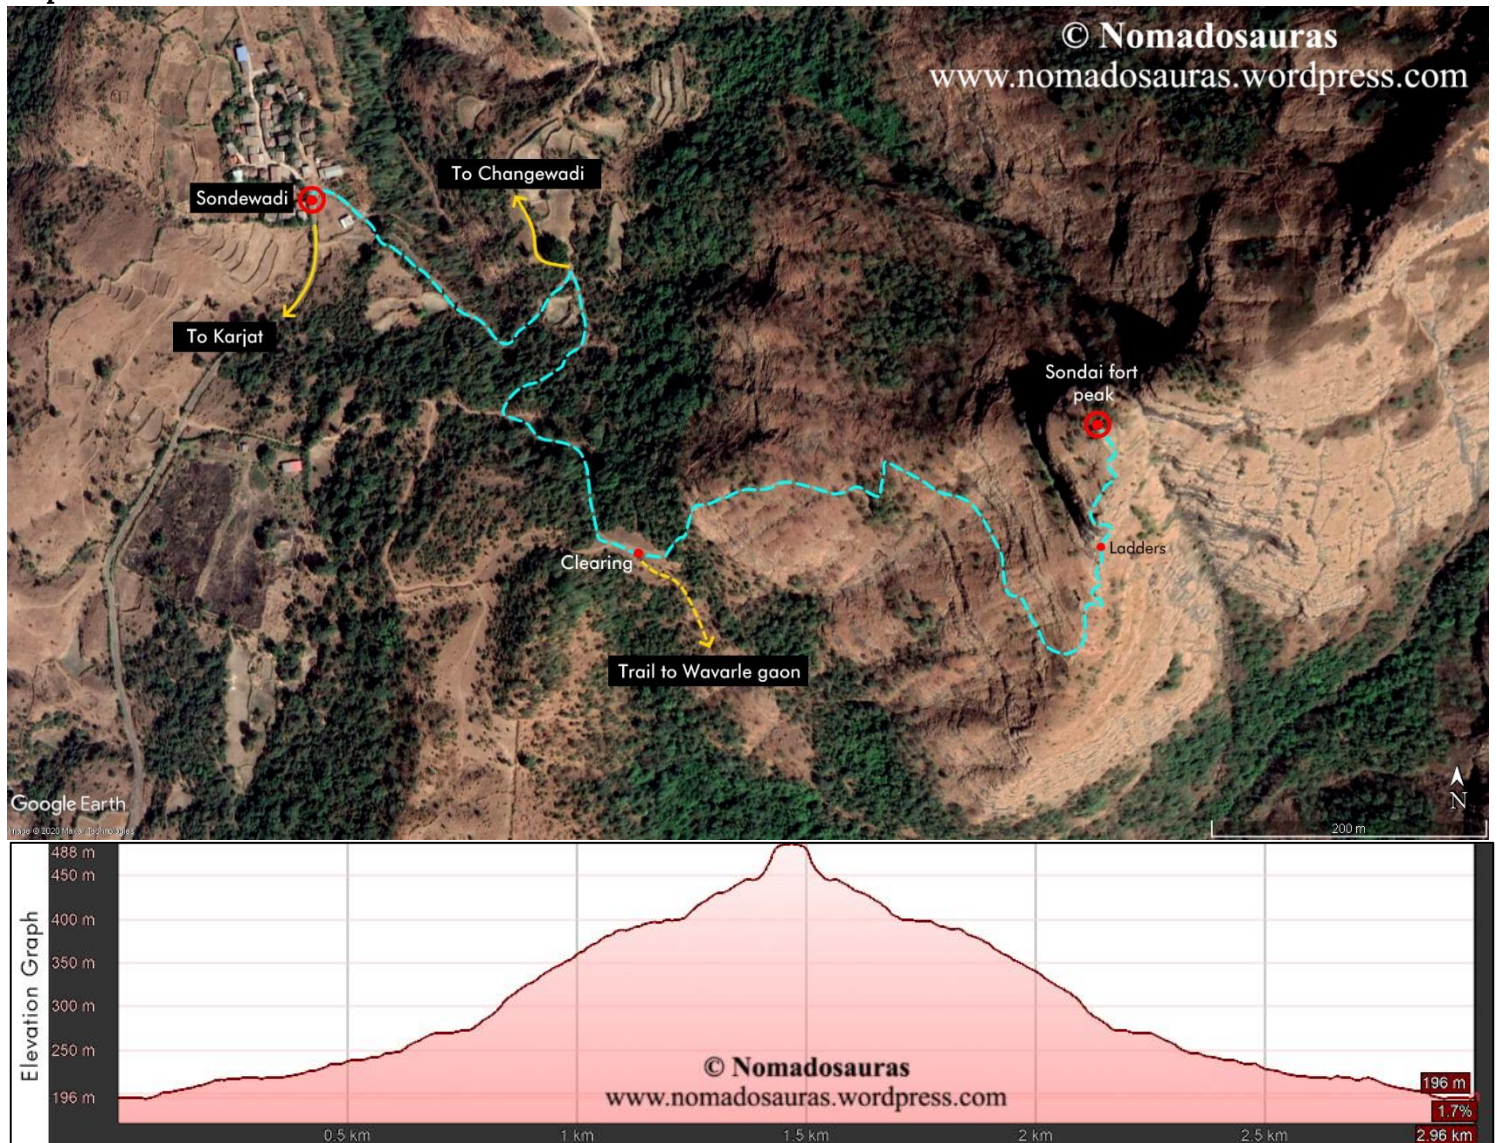 © Nomadosauras
www.nomadosauras.wordpress.com
To Changewadi
Sondewadi
To Karjat
Sondai fort
peak
Ladders
Clearing
Trail to Wavarle gaon
N
Google Earth
200 m
Elevation Graph
488 m
450 m
400 m
350 m
300 m
250 m
196 m
© Nomadosauras
www.nomadosauras.wordpress.com
196 m
1.7%
0.5 km
1 km
1.5 km
2 km
2.5 km
2.96 km